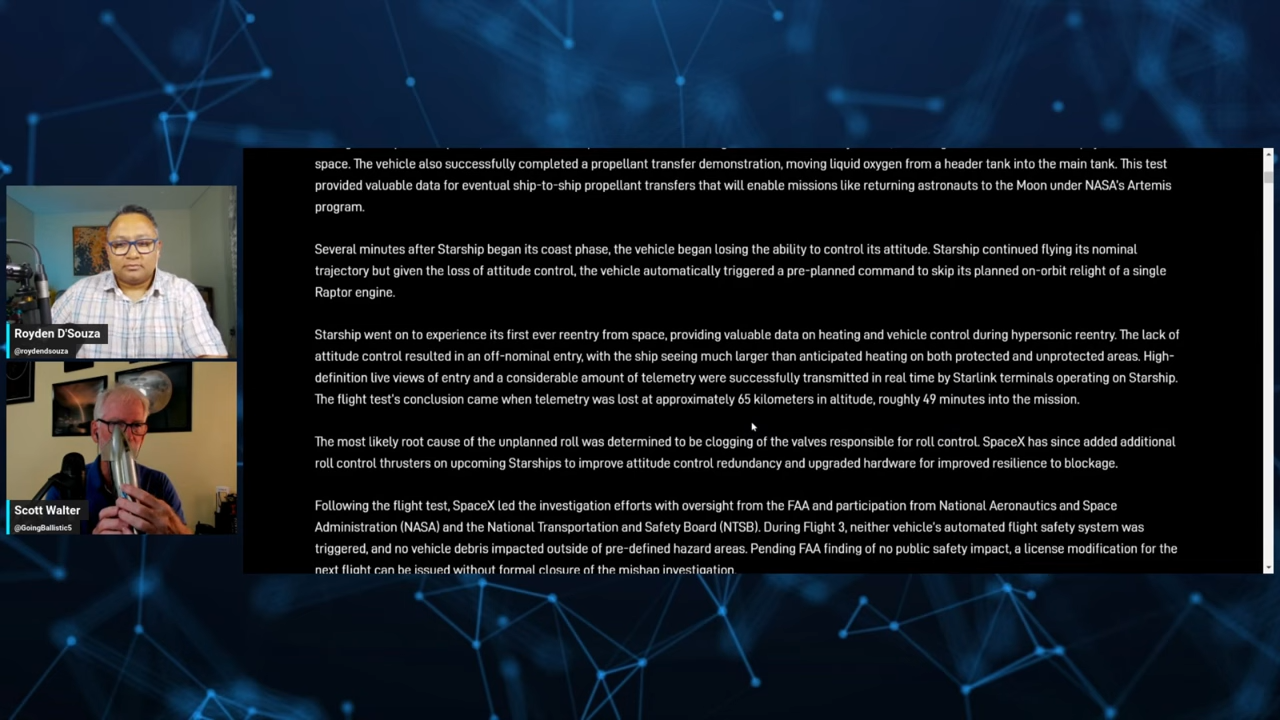 space. The vehicle also successfully completed a propellant transfer demonstration, moving liquid oxygen from a header tank into the main tank. This test
provided valuable data for eventual ship-to-ship propellant transfers that will enable missions like returning astronauts to the Moon under NASA's Artemis
program.
Several minutes after Starship began its coast phase, the vehicle began losing the ability to control its attitude. Starship continued flying its nominal
trajectory but given the loss of attitude control, the vehicle automatically triggered a pre-planned command to skip its planned on-orbit relight of a single
Raptor engine.
Starship went on to experience its first ever reentry from space, providing valuable data on heating and vehicle control during hypersonic reentry. The lack of
attitude control resulted in an off-nominal entry, with the ship seeing much larger than anticipated heating on both protected and unprotected areas. High-
definition live views of entry and a considerable amount of telemetry were successfully transmitted in real time by Starlink terminals operating on Starship.
The flight test's conclusion came when telemetry was lost at approximately 65 kilometers in altitude, roughly 49 minutes into the mission.
The most likely root cause of the unplanned roll was determined to be clogging of the valves responsible for roll control. SpaceX has since added additional
roll control thrusters on upcoming Starships to improve attitude control redundancy and upgraded hardware for improved resilience to blockage.
Following the flight test, SpaceX led the investigation efforts with oversight from the FAA and participation from National Aeronautics and Space
Administration (NASA) and the National Transportation and Safety Board (NTSB). During Flight 3, neither vehicle's automated flight safety system was
triggered, and no vehicle debris impacted outside of pre-defined hazard areas. Pending FAA finding of no public safety impact, a license modification for the
next flight can be issued without formal closure of the mishap investigation.
Royden D'Souza
@roydendsouza
Scott Walter
@GoingBallistic5